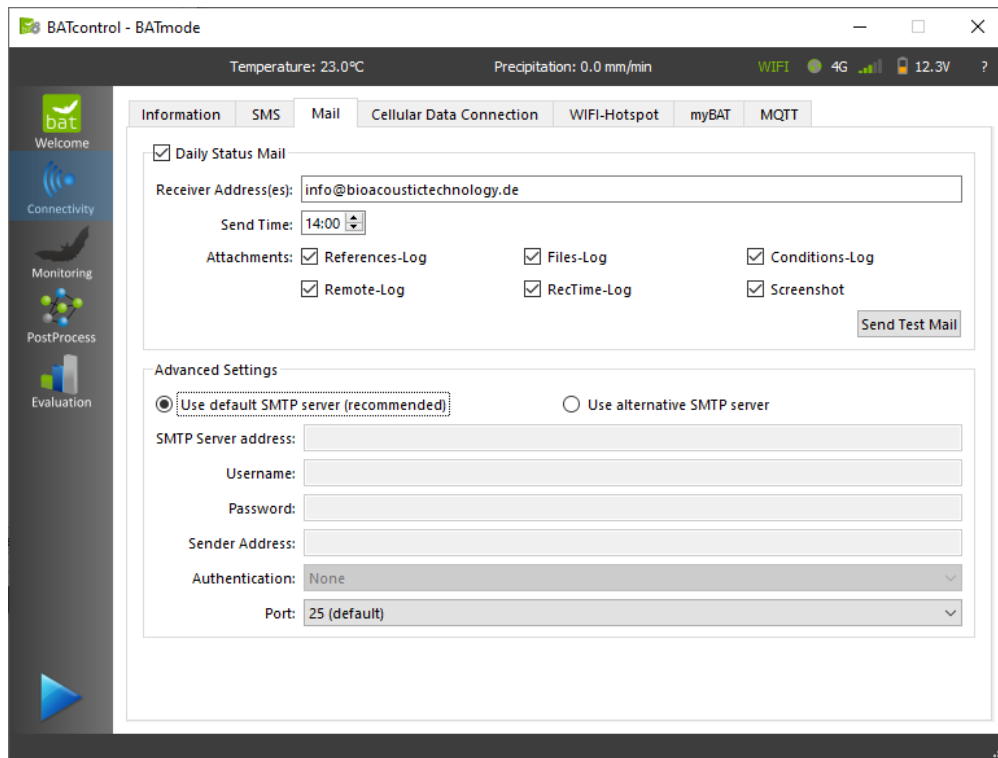 BATcontrol - BATmode
Temperature: 23.0°C Precipitation: 0.0 mm/min WIFI 4G 12.3V ?
bat
Welcome
Connectivity
Monitoring
PostProcess
Evaluation
Information SMS Mail Cellular Data Connection WIFI-Hotspot myBAT MQTT
Daily Status Mail
Receiver Address(es): info@bioacoustictechnology.de
Send Time: 14:00
Attachments: References-Log Files-Log Conditions-Log
Remote-Log RecTime-Log Screenshot
Send Test Mail
Advanced Settings
Use default SMTP server (recommended) Use alternative SMTP server
SMTP Server address:
Username:
Password:
Sender Address:
Authentication: None
Port: 25 (default)